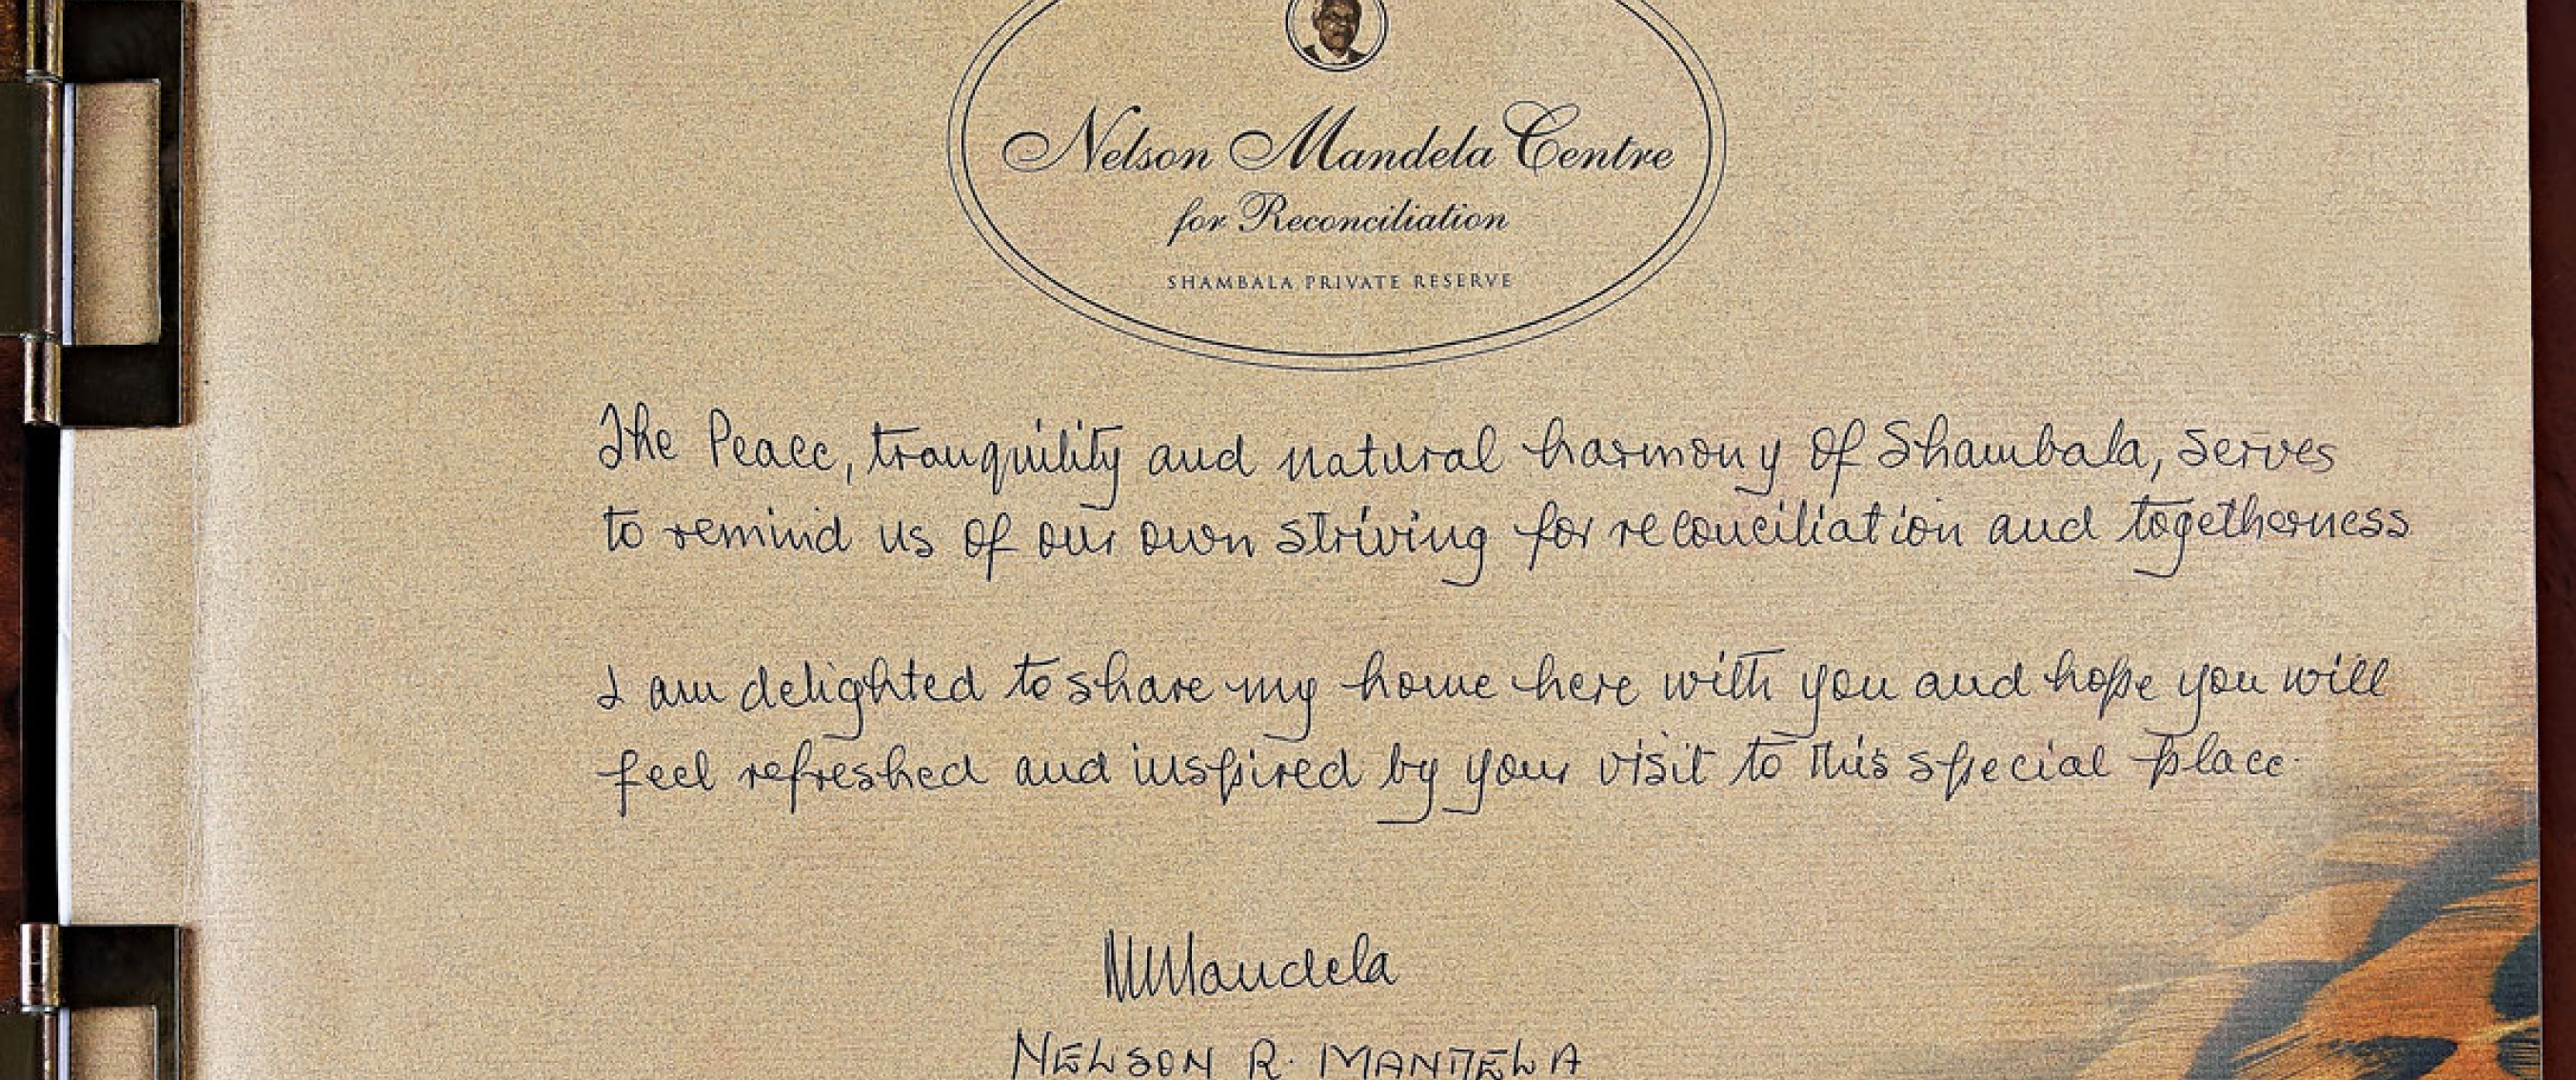 Nelson Mandela Centre
for Reconciliation
SHAMBALA PRIVATE RESERVE
The Peace, tranquility and natural harmony of Shambala, serves
to remind us of our own striving for reconciliation and togetherness
I am delighted to share my home here with you and hope you will
feel refreshed and inspired by your visit to this special place.
NMandela
NELSON R. MANDELA